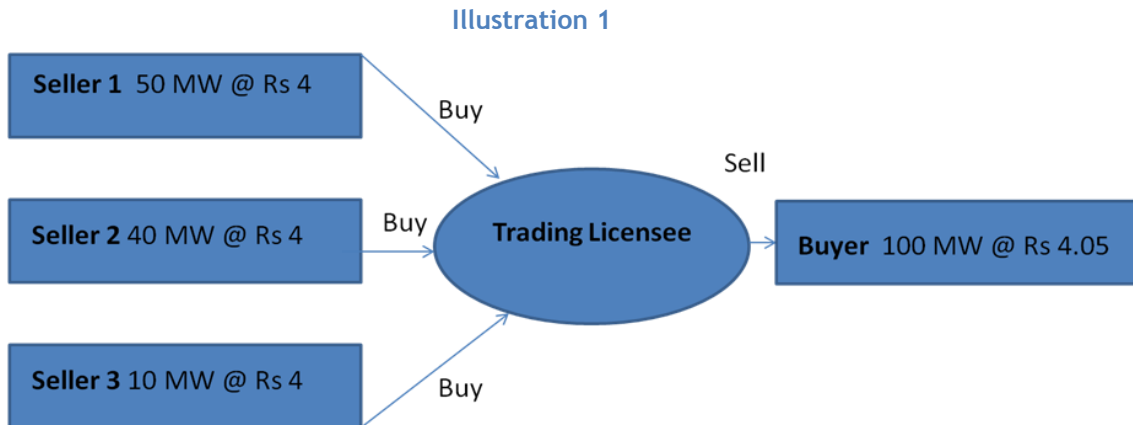 Illustration 1
Seller 1 50 MW @ Rs 4
Buy
Sell
Seller 2 40 MW @ Rs 4
Buy
Trading Licensee
Buyer 100 MW @ Rs 4.05
Seller 3 10 MW @ Rs 4
Buy